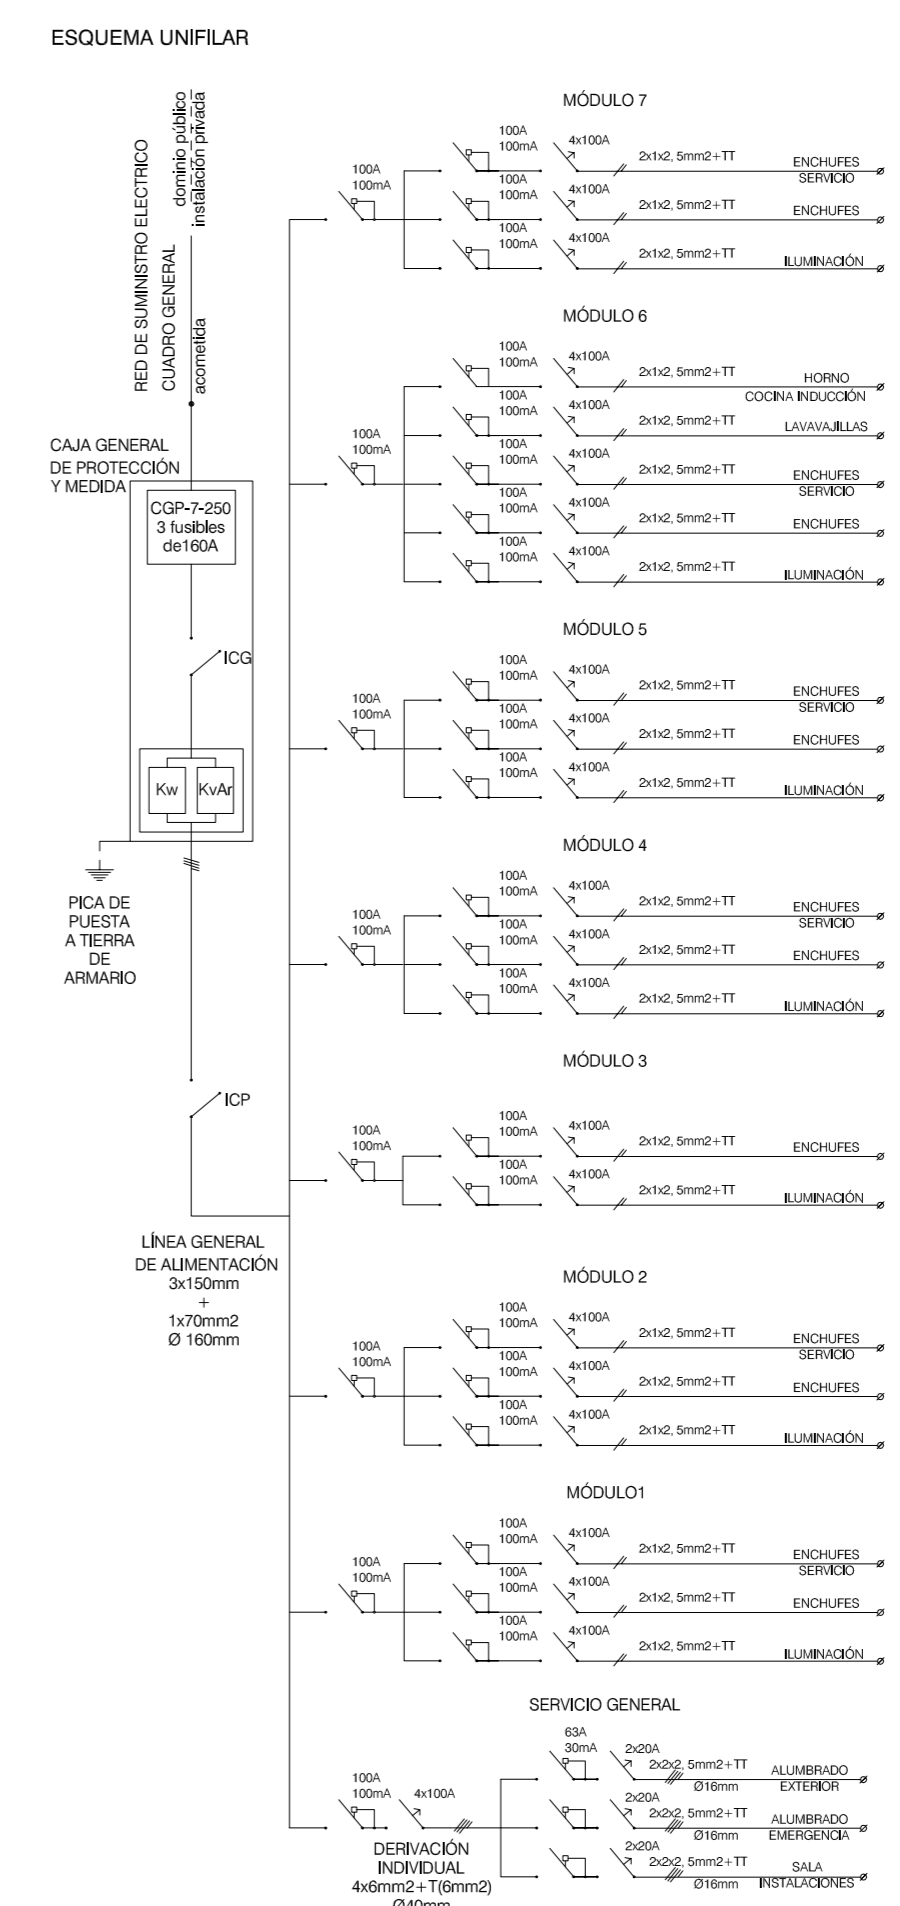 ESQUEMA UNIFILAR
RED DE SUMINISTRO ELECTRICO
dominio público
instalación privada
CUADRO GENERAL
acometida
CAJA GENERAL
DE PROTECCIÓN
Y MEDIDA
CGP-7-250
3 fusibles
de160A
ICG
Kw
KvAr
PICA DE
PUESTA
A TIERRA
DE
ARMARIO
ICP
LÍNEA GENERAL
DE ALIMENTACIÓN
3x150mm
+
1x70mm2
Ø 160mm
MÓDULO 7
100A
100mA
100A
100mA
4x100A
2x1x2, 5mm2+TT
ENCHUFES
SERVICIO
100A
100mA
4x100A
2x1x2, 5mm2+TT
ENCHUFES
100A
100mA
4x100A
2x1x2, 5mm2+TT
ILUMINACIÓN
MÓDULO 6
100A
100mA
100A
100mA
4x100A
2x1x2, 5mm2+TT
HORNO
COCINA INDUCCIÓN
100A
100mA
4x100A
2x1x2, 5mm2+TT
LAVAVAJILLAS
100A
100mA
4x100A
2x1x2, 5mm2+TT
ENCHUFES
SERVICIO
100A
100mA
4x100A
2x1x2, 5mm2+TT
ENCHUFES
100A
100mA
4x100A
2x1x2, 5mm2+TT
ILUMINACIÓN
MÓDULO 5
100A
100mA
100A
100mA
4x100A
2x1x2, 5mm2+TT
ENCHUFES
SERVICIO
100A
100mA
4x100A
2x1x2, 5mm2+TT
ENCHUFES
100A
100mA
4x100A
2x1x2, 5mm2+TT
ILUMINACIÓN
MÓDULO 4
100A
100mA
100A
100mA
4x100A
2x1x2, 5mm2+TT
ENCHUFES
SERVICIO
100A
100mA
4x100A
2x1x2, 5mm2+TT
ENCHUFES
100A
100mA
4x100A
2x1x2, 5mm2+TT
ILUMINACIÓN
MÓDULO 3
100A
100mA
100A
100mA
4x100A
2x1x2, 5mm2+TT
ENCHUFES
100A
100mA
4x100A
2x1x2, 5mm2+TT
ILUMINACIÓN
MÓDULO 2
100A
100mA
100A
100mA
4x100A
2x1x2, 5mm2+TT
ENCHUFES
SERVICIO
100A
100mA
4x100A
2x1x2, 5mm2+TT
ENCHUFES
100A
100mA
4x100A
2x1x2, 5mm2+TT
ILUMINACIÓN
MÓDULO1
100A
100mA
100A
100mA
4x100A
2x1x2, 5mm2+TT
ENCHUFES
SERVICIO
100A
100mA
4x100A
2x1x2, 5mm2+TT
ENCHUFES
100A
100mA
4x100A
2x1x2, 5mm2+TT
ILUMINACIÓN
SERVICIO GENERAL
100A
100mA
4x100A
DERIVACIÓN
INDIVIDUAL
4x6mm2+T(6mm2)
Ø40mm
63A
30mA
2x20A
2x2x2, 5mm2+TT
Ø16mm
ALUMBRADO
EXTERIOR
2x20A
2x2x2, 5mm2+TT
Ø16mm
ALUMBRADO
EMERGENCIA
2x20A
2x2x2, 5mm2+TT
Ø16mm
SALA
INSTALACIONES